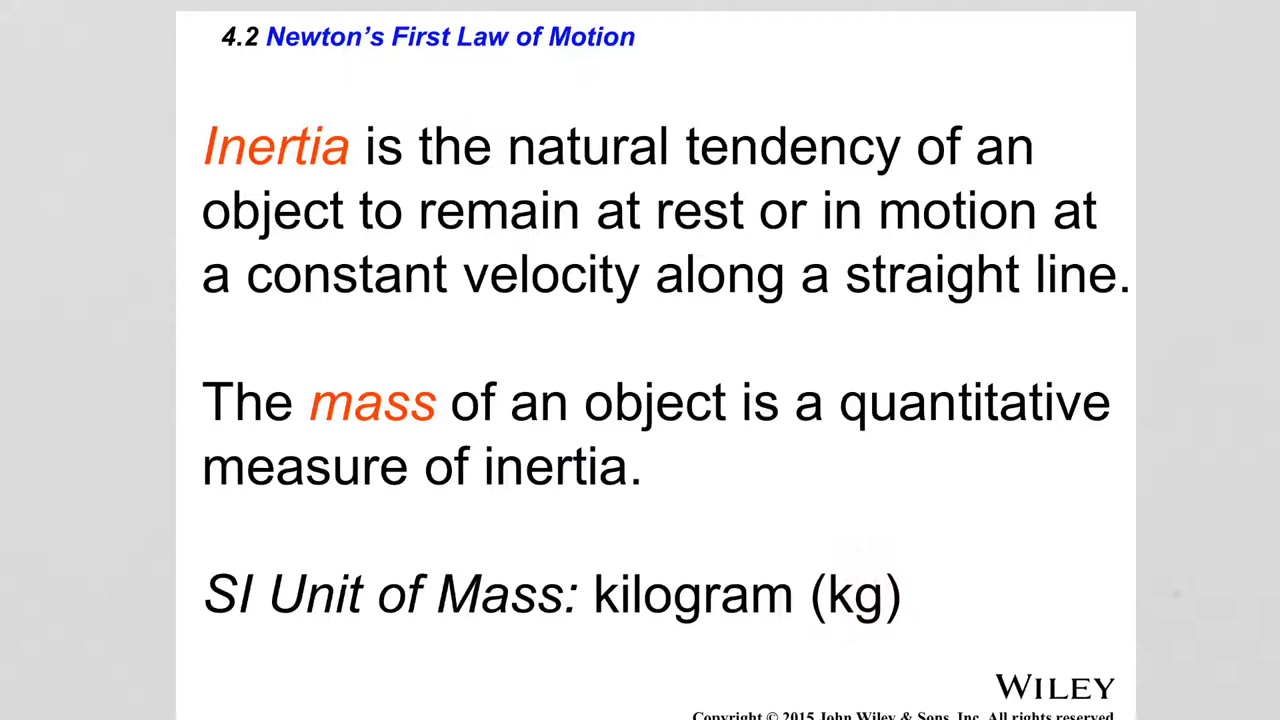 4.2 Newton's First Law of Motion
Inertia is the natural tendency of an
object to remain at rest or in motion at
a constant velocity along a straight line.
The mass of an object is a quantitative
measure of inertia.
SI Unit of Mass: kilogram (kg)
WILEY
Copyright © 2015 John Wiley & Sons, Inc. All rights reserved